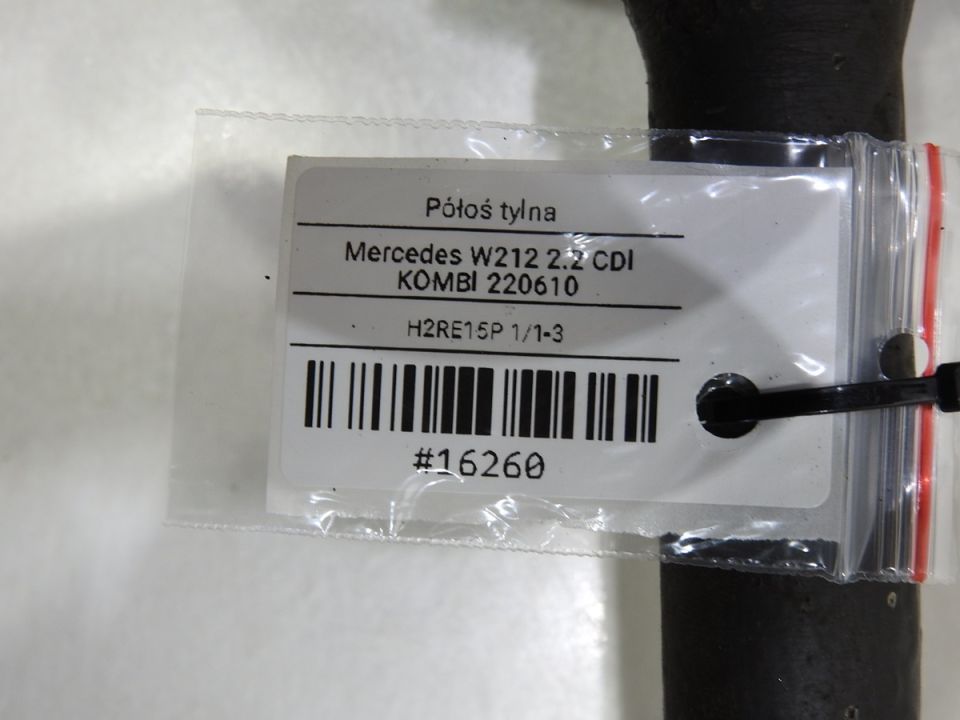 Półoś tylna
Mercedes W212 2.2 CDI
KOMBI 220610
H2RE15P 1/1-3
#16260